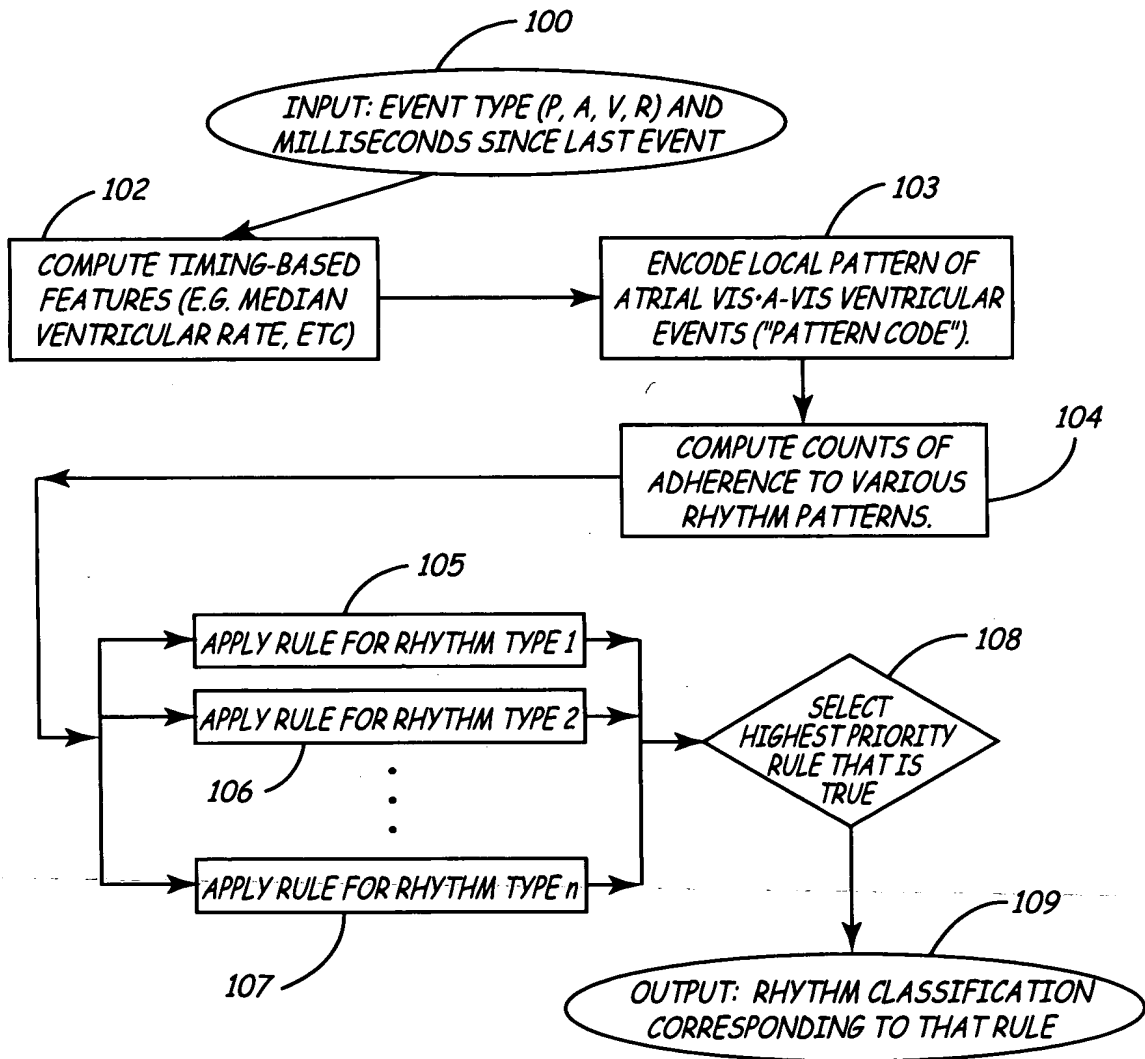 100
INPUT: EVENT TYPE (P, A, V, R) AND
MILLISECONDS SINCE LAST EVENT
102
COMPUTE TIMING-BASED
FEATURES (E.G. MEDIAN
VENTRICULAR RATE, ETC)
103
ENCODE LOCAL PATTERN OF
ATRIAL VIS•A-VIS VENTRICULAR
EVENTS ("PATTERN CODE").
104
COMPUTE COUNTS OF
ADHERENCE TO VARIOUS
RHYTHM PATTERNS.
105
APPLY RULE FOR RHYTHM TYPE 1
APPLY RULE FOR RHYTHM TYPE 2
106
APPLY RULE FOR RHYTHM TYPE n
107
108
SELECT
HIGHEST PRIORITY
RULE THAT IS
TRUE
109
OUTPUT: RHYTHM CLASSIFICATION
CORRESPONDING TO THAT RULE